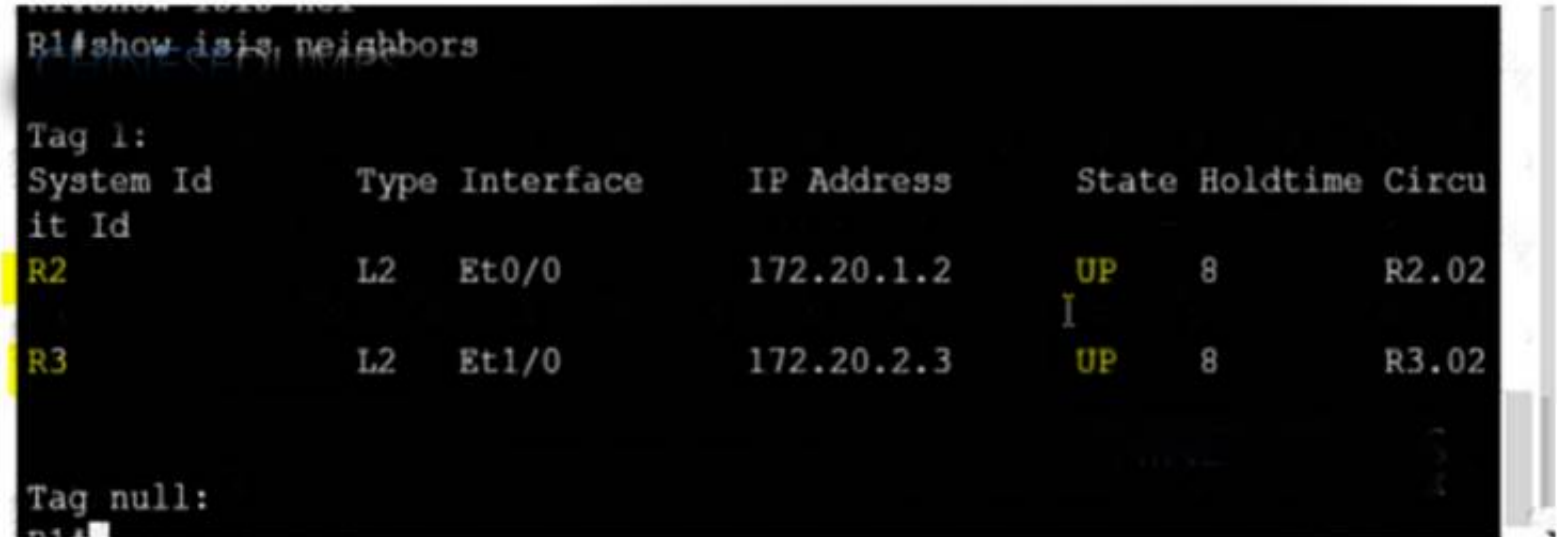 R1#show isis neighbors
Tag 1:
System Id Type Interface IP Address State Holdtime Circu
it Id
R2 L2 Et0/0 172.20.1.2 UP 8 R2.02
R3 L2 Et1/0 172.20.2.3 UP 8 R3.02
Tag null: